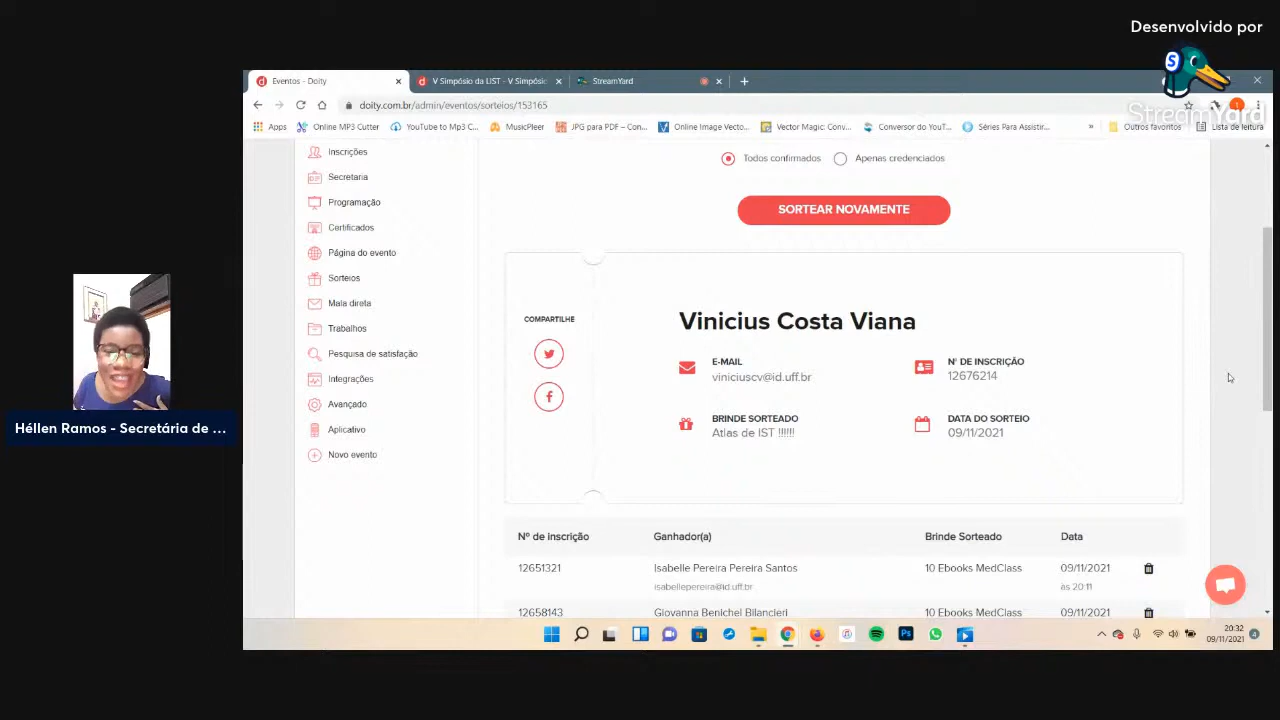 Desenvolvido por
StreamYard
Eventos - Doity
V Simpósio da LIST - V Simpósi
StreamYard
doity.com.br/admin/eventos/sorteios/153165
Apps
Online MP3 Cutter
YouTube to Mp3 C...
MusicPleer
JPG para PDF – Con...
Online Image Vecto...
Vector Magic: Conv...
Conversor do YouT...
Séries Para Assistir...
»
Outros favoritos
Lista de leitura
Inscrições
Secretaria
Programação
Certificados
Página do evento
Sorteios
Mala direta
Trabalhos
Pesquisa de satisfação
Integrações
Avançado
Aplicativo
Novo evento
Todos confirmados
Apenas credenciados
SORTEAR NOVAMENTE
COMPARTILHE
Vinicius Costa Viana
E-MAIL
viniciuscv@id.uff.br
Nº DE INSCRIÇÃO
12676214
BRINDE SORTEADO
Atlas de IST !!!!!!
DATA DO SORTEIO
09/11/2021
Nº de inscrição Ganhador(a) Brinde Sorteado Data
12651321 Isabelle Pereira Pereira Santos 10 Ebooks MedClass 09/11/2021
isabellepereira@id.uff.br às 20:11
12658143 Giovanna Benichel Bilancieri 10 Ebooks MedClass 09/11/2021
Héllen Ramos - Secretária de ...
20:32
09/11/2021